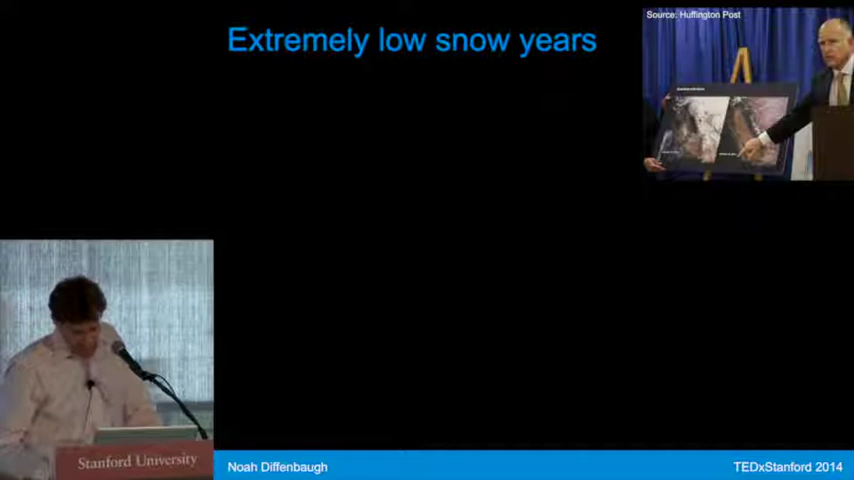 Extremely low snow years
Source: Huffington Post
Stanford University
Noah Diffenbaugh
TEDxStanford 2014